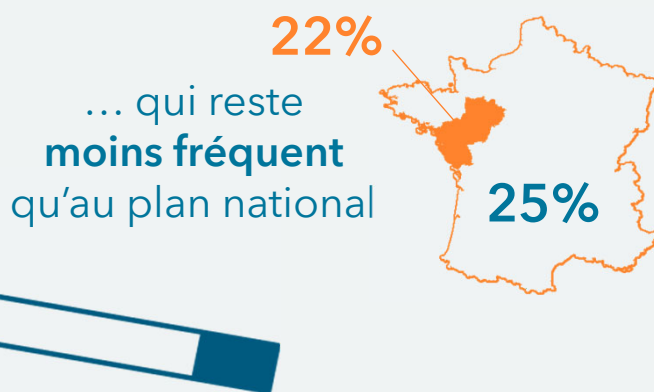 22%
… qui reste
moins fréquent
qu’au plan national
25%